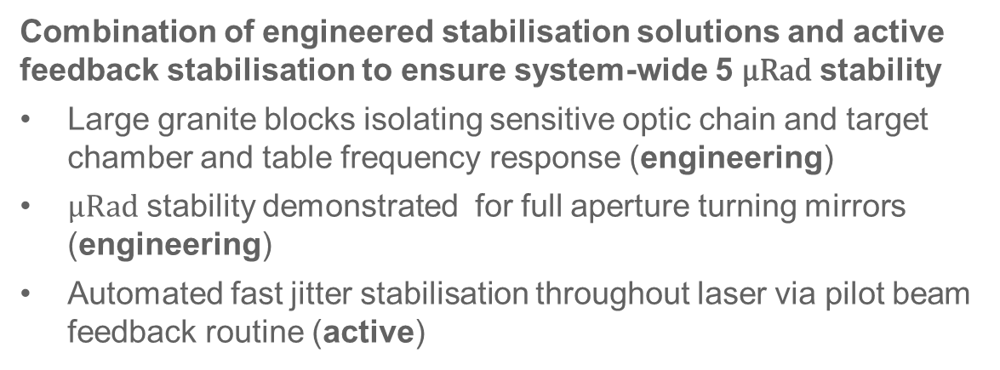 Combination of engineered stabilisation solutions and active
feedback stabilisation to ensure system-wide 5 μRad stability
• Large granite blocks isolating sensitive optic chain and target
chamber and table frequency response (engineering)
• μRad stability demonstrated  for full aperture turning mirrors
(engineering)
• Automated fast jitter stabilisation throughout laser via pilot beam
feedback routine (active)